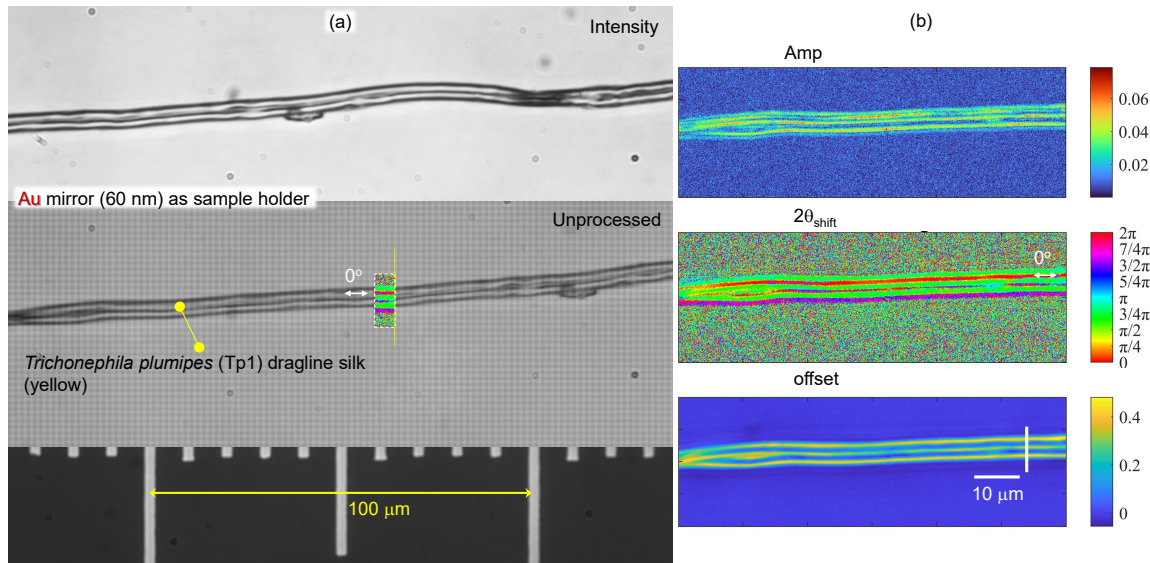 (a)
Intensity
Au mirror (60 nm) as sample holder
Unprocessed
0º
Trichonephila plumipes (Tp1) dragline silk
(yellow)
100 μm
(b)
Amp
0.06
0.04
0.02
2θshift
0º
2π
7/4π
3/2π
5/4π
π
3/4π
π/2
π/4
0
offset
10 μm
0.4
0.2
0